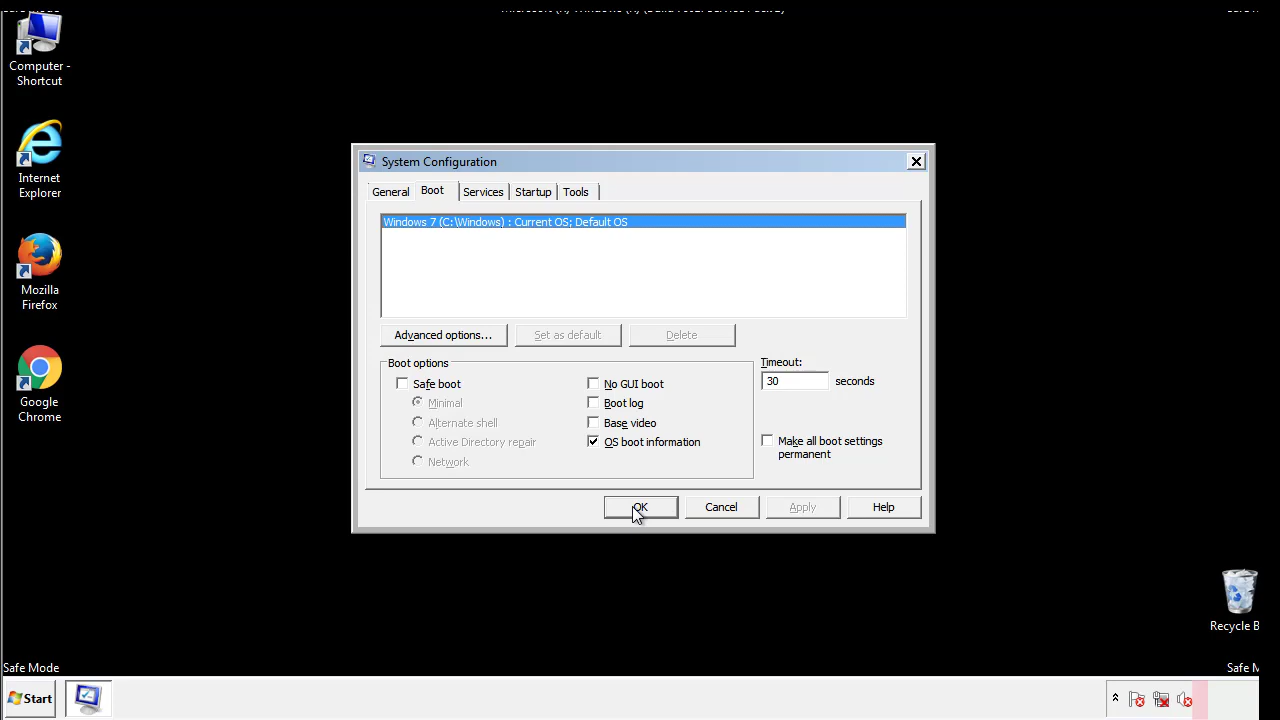 Computer -
Shortcut
Internet
Explorer
Mozilla
Firefox
Google
Chrome
System Configuration
General Boot Services Startup Tools
Windows 7 (C:\Windows) : Current OS; Default OS
Advanced options... Set as default Delete
Boot options
Safe boot
Minimal
Alternate shell
Active Directory repair
Network
No GUI boot
Boot log
Base video
OS boot information
Timeout:
30 seconds
Make all boot settings
permanent
OK Cancel Apply Help
Recycle B
Safe Mode
Safe M
Start